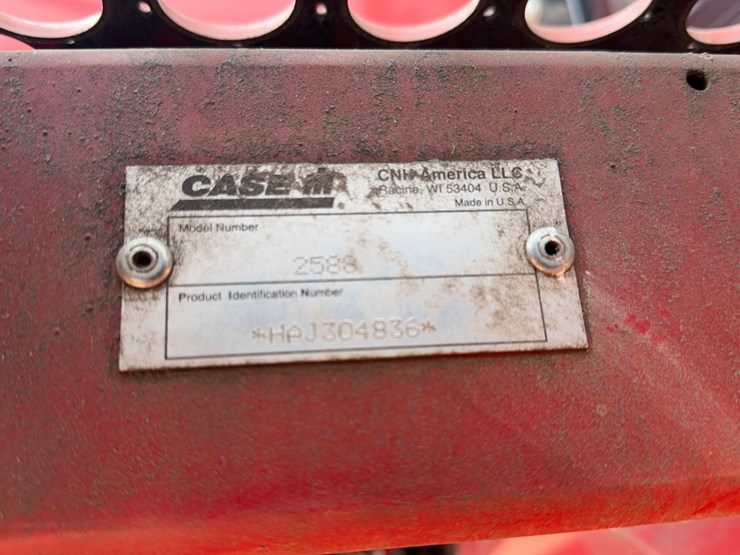 CASE IH
CNH America LLC
Racine, WI 53404 U.S.A.
Made in U.S.A.
Model Number
2588
Product Identification Number
*HAJ304836*